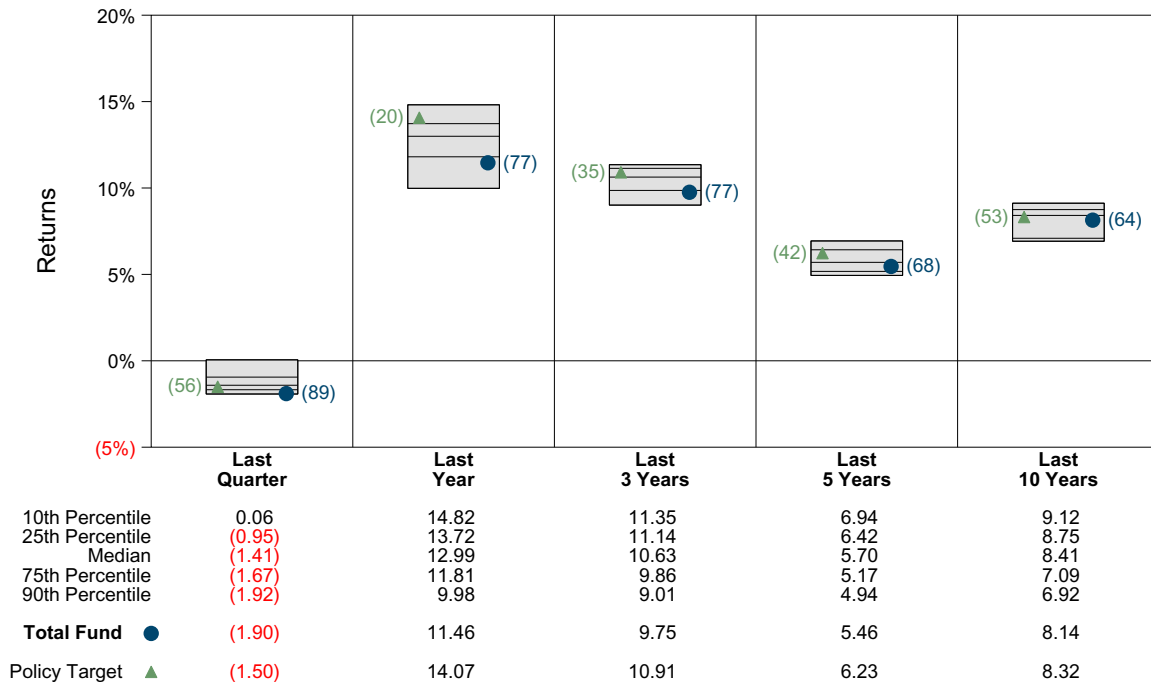 20%
15%
10%
5%
0%
(5%)
Returns
(56)
(89)
(20)
(77)
(35)
(77)
(42)
(68)
(53)
(64)
Last Quarter
Last Year
Last 3 Years
Last 5 Years
Last 10 Years
10th Percentile 0.06 14.82 11.35 6.94 9.12
25th Percentile (0.95) 13.72 11.14 6.42 8.75
Median (1.41) 12.99 10.63 5.70 8.41
75th Percentile (1.67) 11.81 9.86 5.17 7.09
90th Percentile (1.92) 9.98 9.01 4.94 6.92
Total Fund (1.90) 11.46 9.75 5.46 8.14
Policy Target (1.50) 14.07 10.91 6.23 8.32